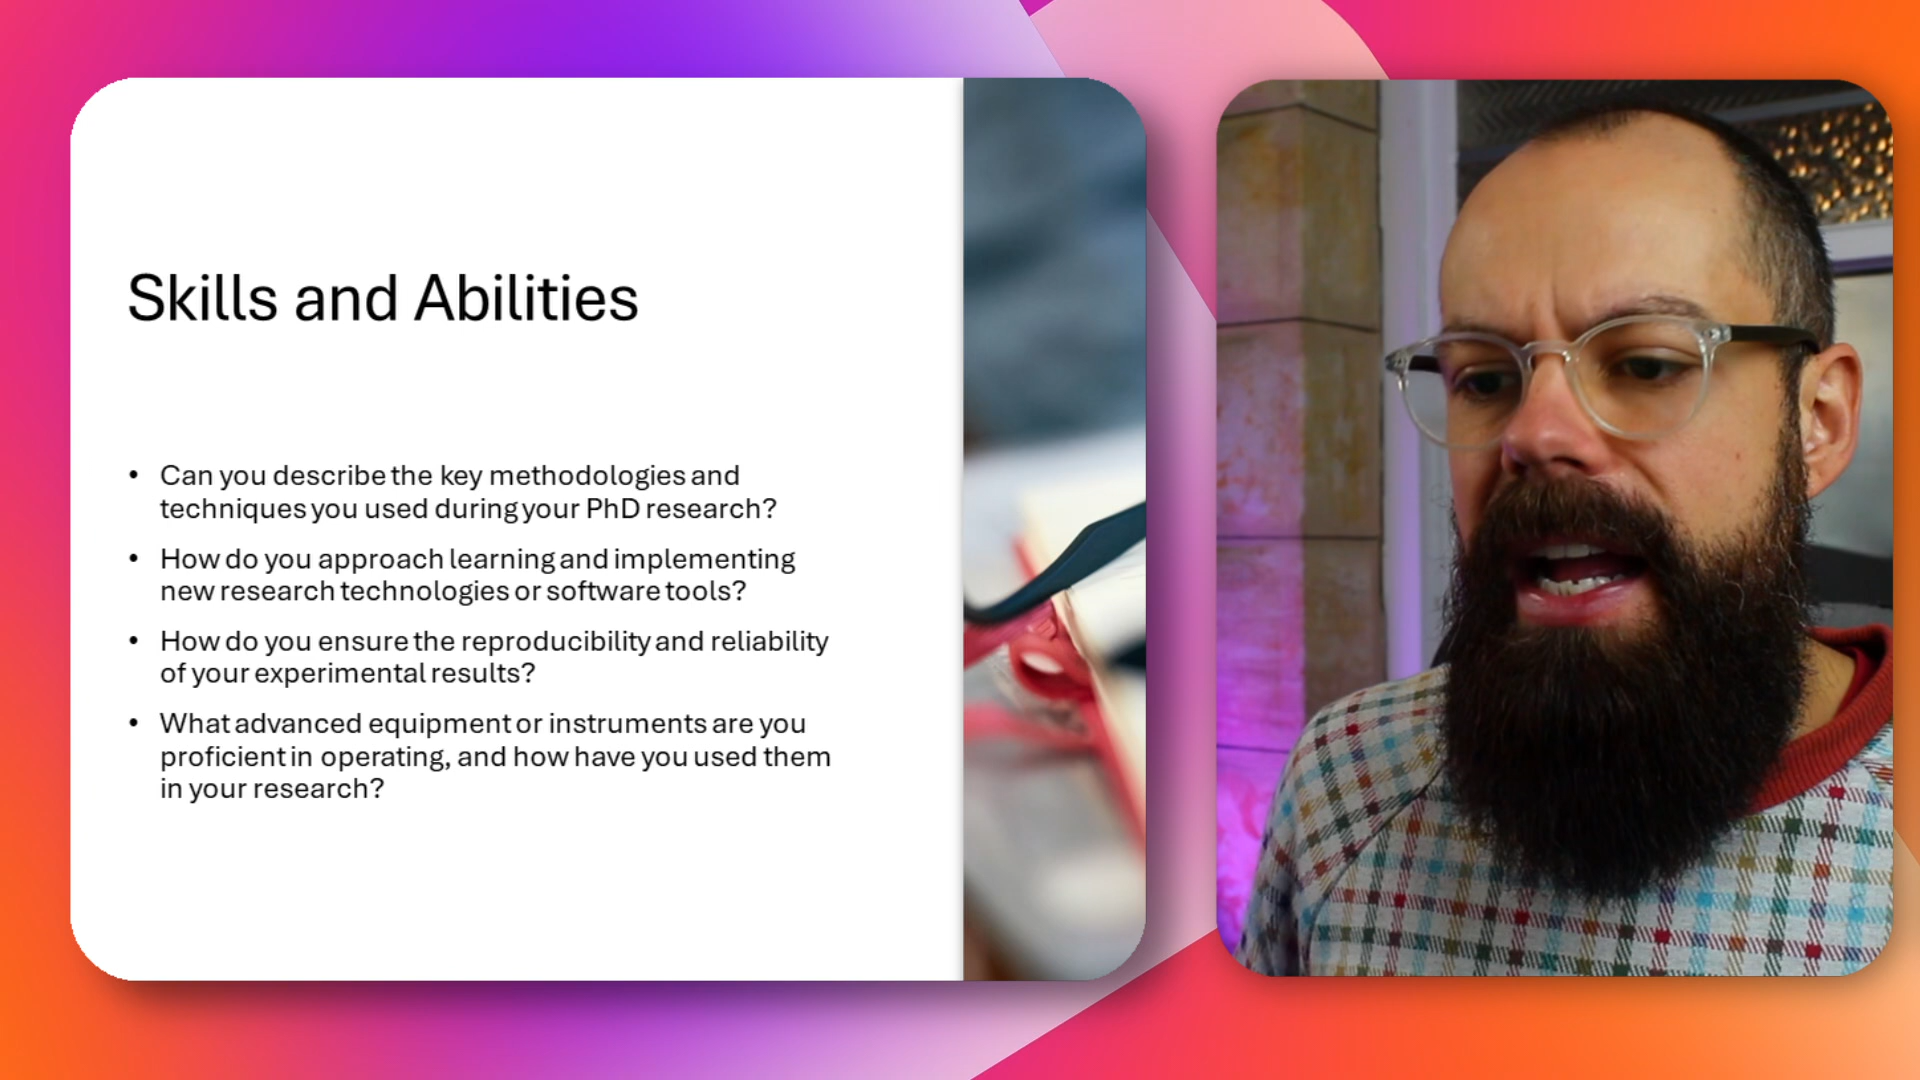 Skills and Abilities
• Can you describe the key methodologies and
techniques you used during your PhD research?
• How do you approach learning and implementing
new research technologies or software tools?
• How do you ensure the reproducibility and reliability
of your experimental results?
• What advanced equipment or instruments are you
proficient in operating, and how have you used them
in your research?